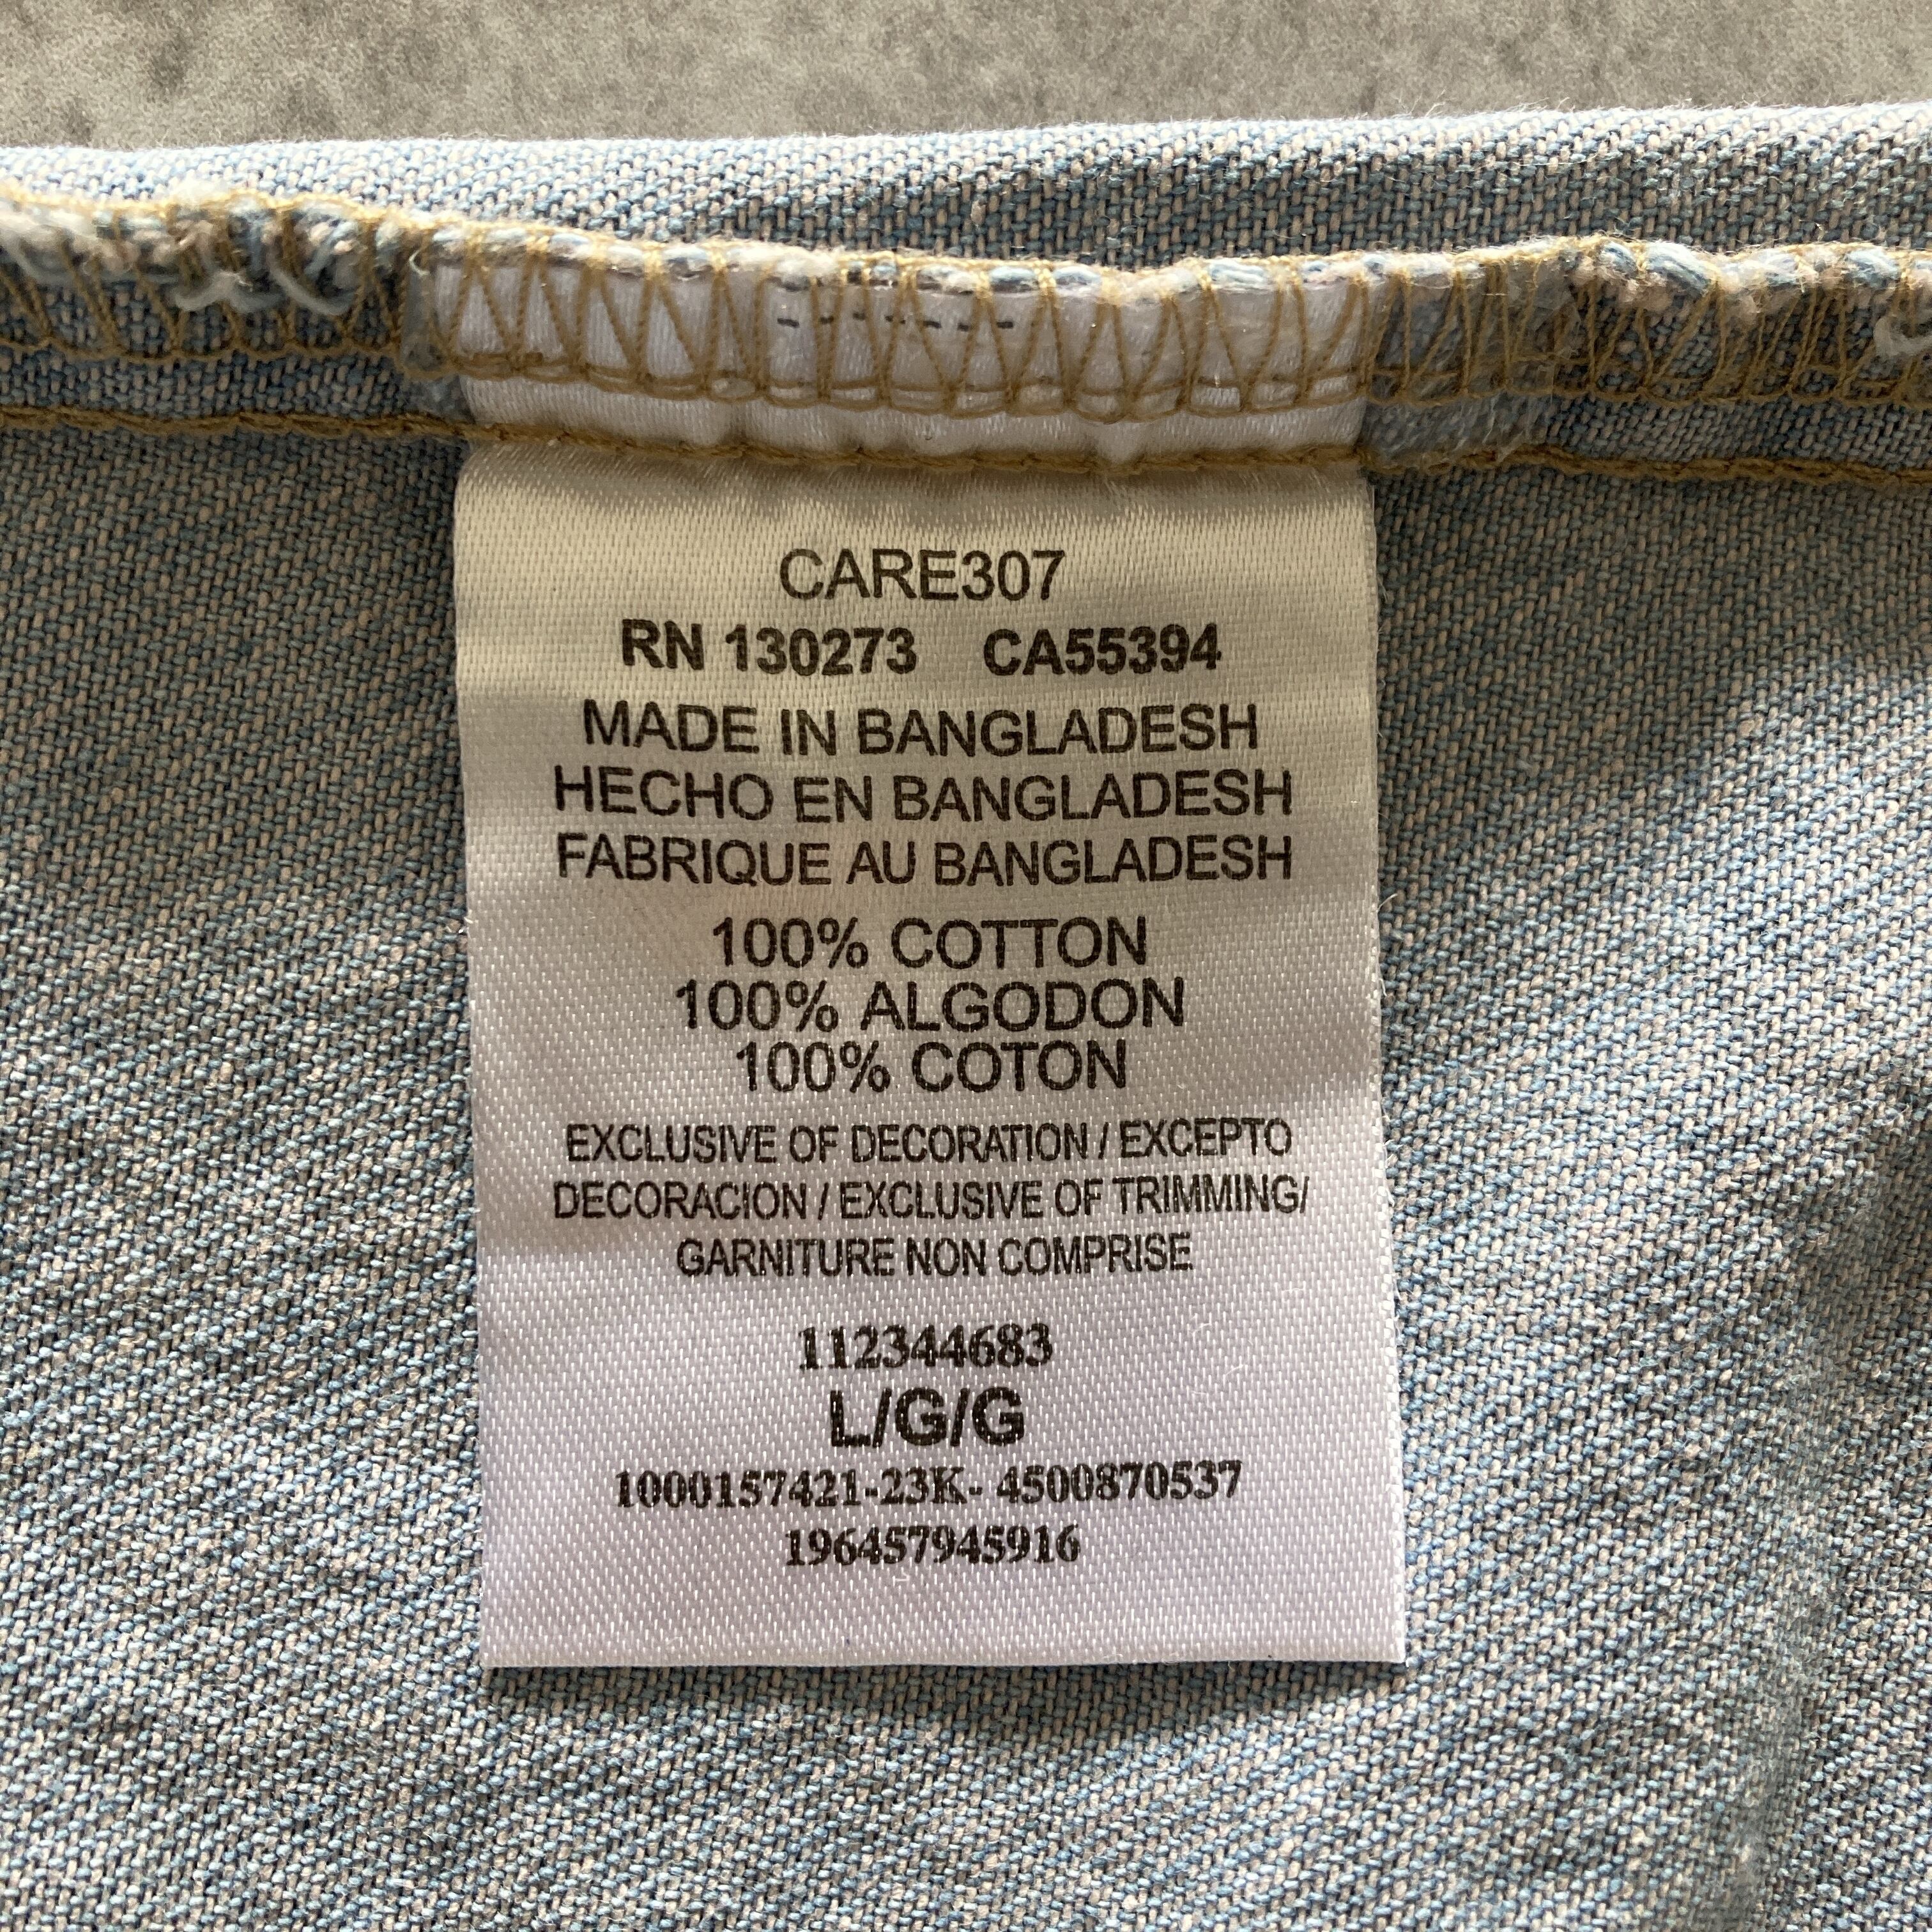 CARE307
RN 130273 CA55394
MADE IN BANGLADESH
HECHO EN BANGLADESH
FABRIQUE AU BANGLADESH
100% COTTON
100% ALGODON
100% COTON
EXCLUSIVE OF DECORATION / EXCEPTO
DECORACION / EXCLUSIVE OF TRIMMING/
GARNITURE NON COMPRISE
112344683
L/G/G
1000157421-23K- 4500870537
196457945916